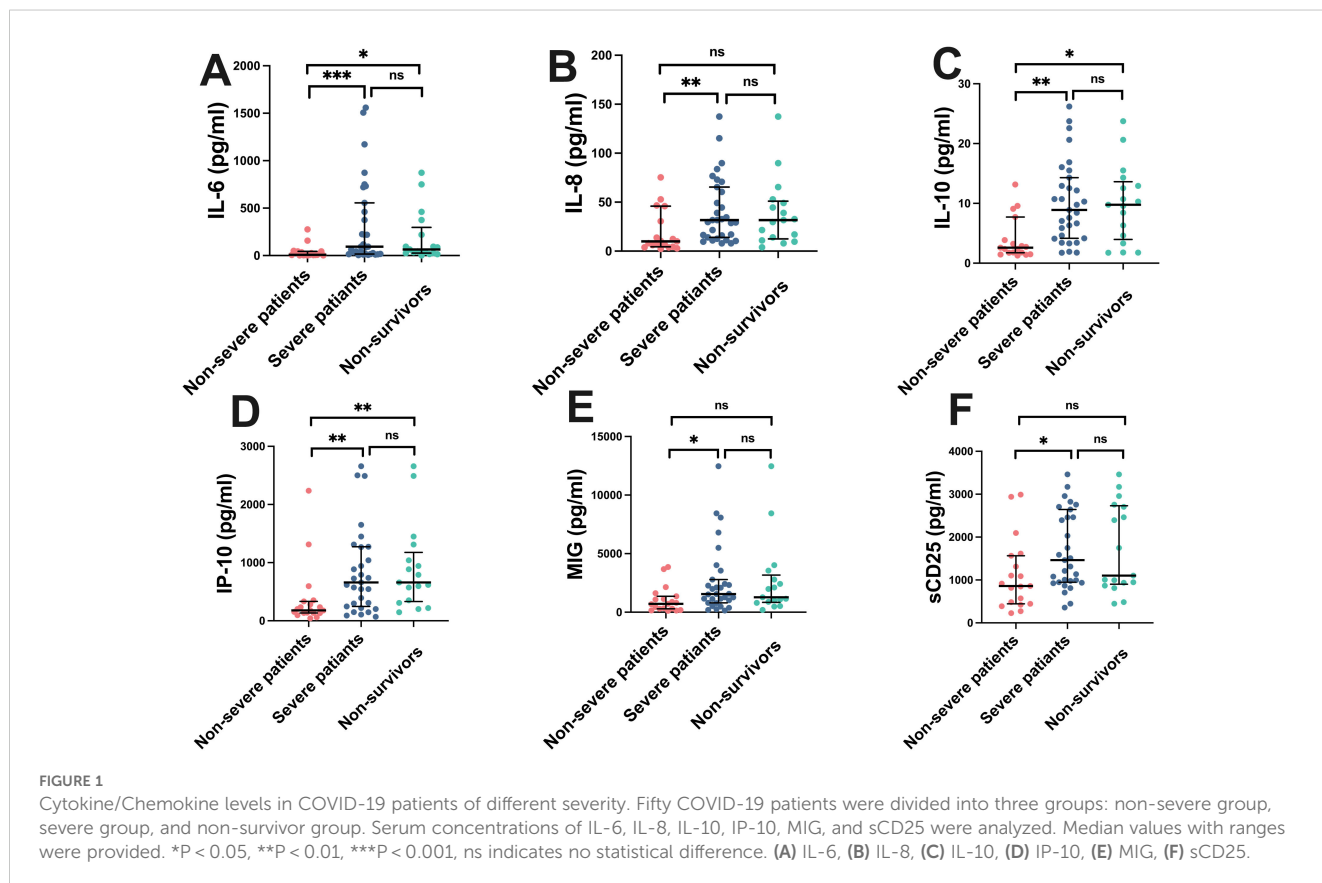 A
IL-6 (pg/ml)
2000
1500
1000
500
0
*
***
ns
Non-severe patients
Severe patiants
Non-survivors
B
IL-8 (pg/ml)
200
150
100
50
0
ns
**
ns
Non-severe patients
Severe patiants
Non-survivors
C
IL-10 (pg/ml)
30
20
10
0
*
**
ns
Non-severe patients
Severe patiants
Non-survivors
D
IP-10 (pg/ml)
3000
2000
1000
0
**
**
ns
Non-severe patients
Severe patiants
Non-survivors
E
MIG (pg/ml)
15000
10000
5000
0
ns
*
ns
Non-severe patients
Severe patiants
Non-survivors
F
sCD25 (pg/ml)
4000
3000
2000
1000
0
ns
*
ns
Non-severe patients
Severe patiants
Non-survivors
FIGURE 1
Cytokine/Chemokine levels in COVID-19 patients of different severity. Fifty COVID-19 patients were divided into three groups: non-severe group,
severe group, and non-survivor group. Serum concentrations of IL-6, IL-8, IL-10, IP-10, MIG, and sCD25 were analyzed. Median values with ranges
were provided. *P < 0.05, **P < 0.01, ***P < 0.001, ns indicates no statistical difference. (A) IL-6, (B) IL-8, (C) IL-10, (D) IP-10, (E) MIG, (F) sCD25.